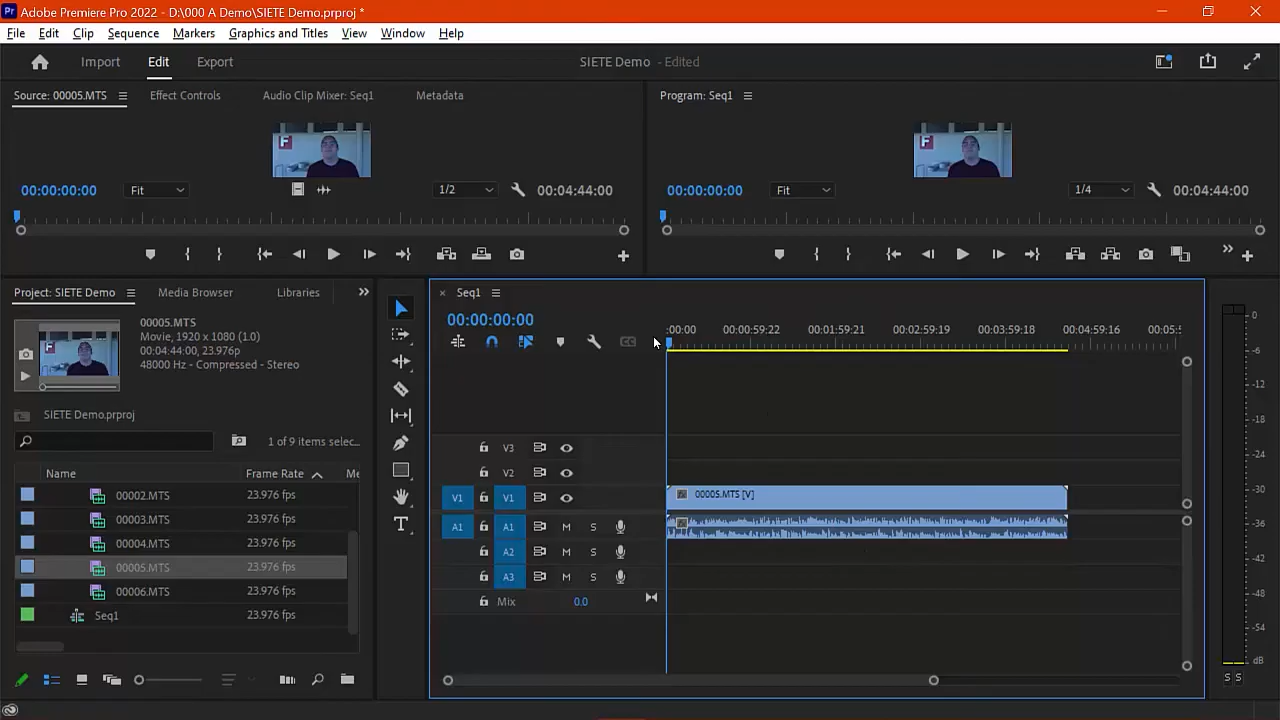 Pr Adobe Premiere Pro 2022 - D:\000 A Demo\SIETE Demo.prproj *
File Edit Clip Sequence Markers Graphics and Titles View Window Help
Import Edit Export SIETE Demo - Edited
Source: 00005.MTS Effect Controls Audio Clip Mixer: Seq1 Metadata
Program: Seq1
F
F
00:00:00:00 Fit 1/2 00:04:44:00
00:00:00:00 Fit 1/4 00:04:44:00
Project: SIETE Demo Media Browser Libraries
00005.MTS
Movie, 1920 x 1080 (1.0)
00:04:44:00, 23.976p
48000 Hz - Compressed - Stereo
SIETE Demo.prproj
1 of 9 items selec...
Name Frame Rate Me
00002.MTS 23.976 fps
00003.MTS 23.976 fps
00004.MTS 23.976 fps
00005.MTS 23.976 fps
00006.MTS 23.976 fps
Seq1 23.976 fps
× Seq1
00:00:00:00
:00:00 00:00:59:22 00:01:59:21 00:02:59:19 00:03:59:18 00:04:59:16 00:05:5
CC
V3
V2
V1 V1 00005.MTS [V]
A1 A1 M S
A2 M S
A3 M S
Mix 0.0
0
-6
-12
-18
-24
-30
-36
-42
-48
-54
dB
S S